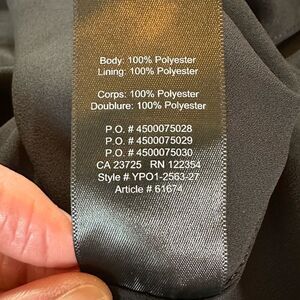 Body: 100% Polyester
Lining: 100% Polyester
Corps: 100% Polyester
Doublure: 100% Polyester
P.O. # 4500075028
P.O. # 4500075029
P.O. # 4500075030
CA 23725 RN 122354
Style # YPO1-2563-27
Article # 61674